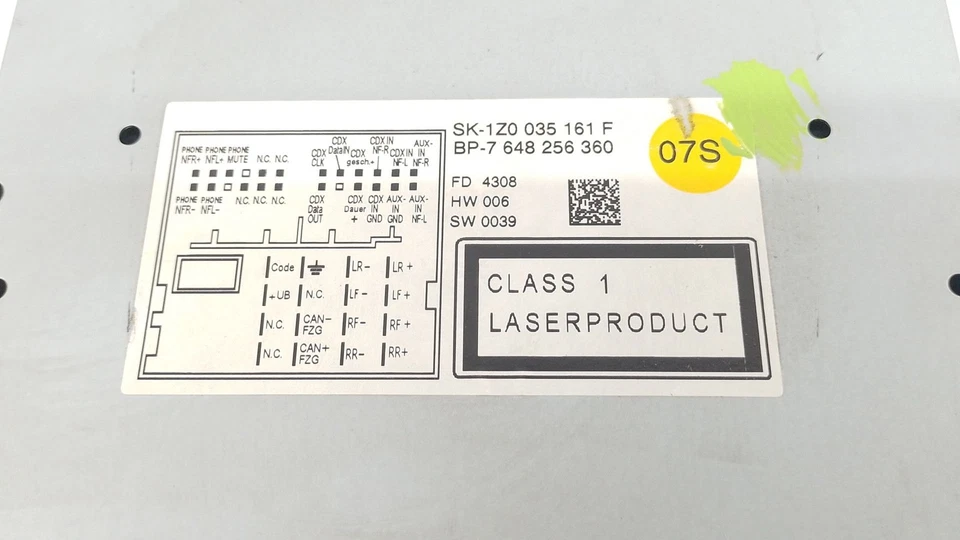 SK-1Z0 035 161 F
BP-7 648 256 360
07S
FD 4308
HW 006
SW 0039
CLASS 1
LASERPRODUCT
PHONE NFR+
PHONE NFL+
PHONE MUTE
N.C. N.C.
PHONE NFR-
PHONE NFL-
N.C. N.C. N.C.
CDX CLK
CDX DataIN
CDX gesch.+
CDX IN NF-R
CDX IN NF-L
AUX- IN NF-R
CDX Data OUT
CDX Dauer +
CDX IN GND
AUX- IN GND
AUX- IN NF-L
Code LR- LR+
+UB N.C. LF- LF+
N.C. CAN- FZG RF- RF+
N.C. CAN+ FZG RR- RR+